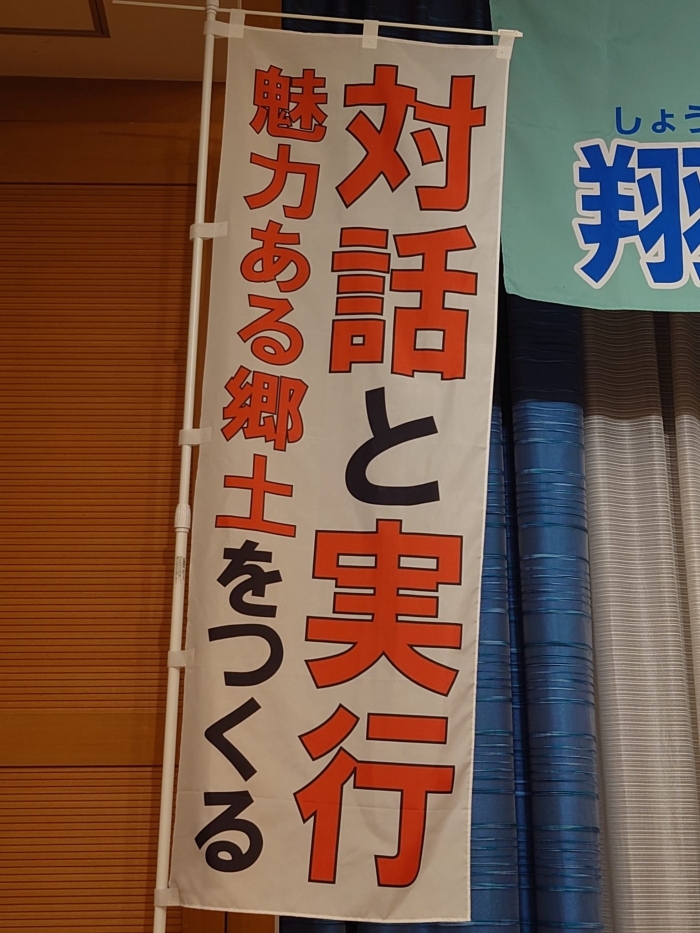 対話と実行
魅力ある郷土をつくる
しょう
翔